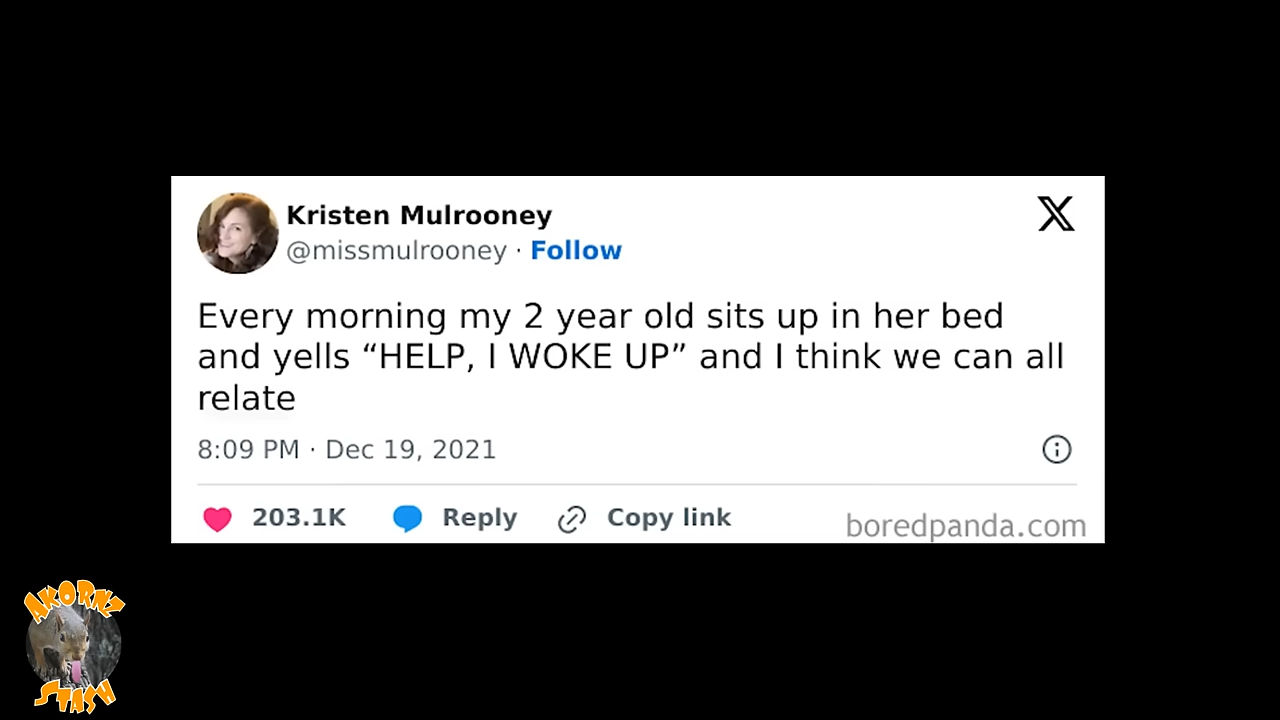 Kristen Mulrooney
@missmulrooney · Follow
Every morning my 2 year old sits up in her bed
and yells “HELP, I WOKE UP” and I think we can all
relate
8:09 PM · Dec 19, 2021
203.1K Reply Copy link
boredpanda.com
AKORNZ
STASH